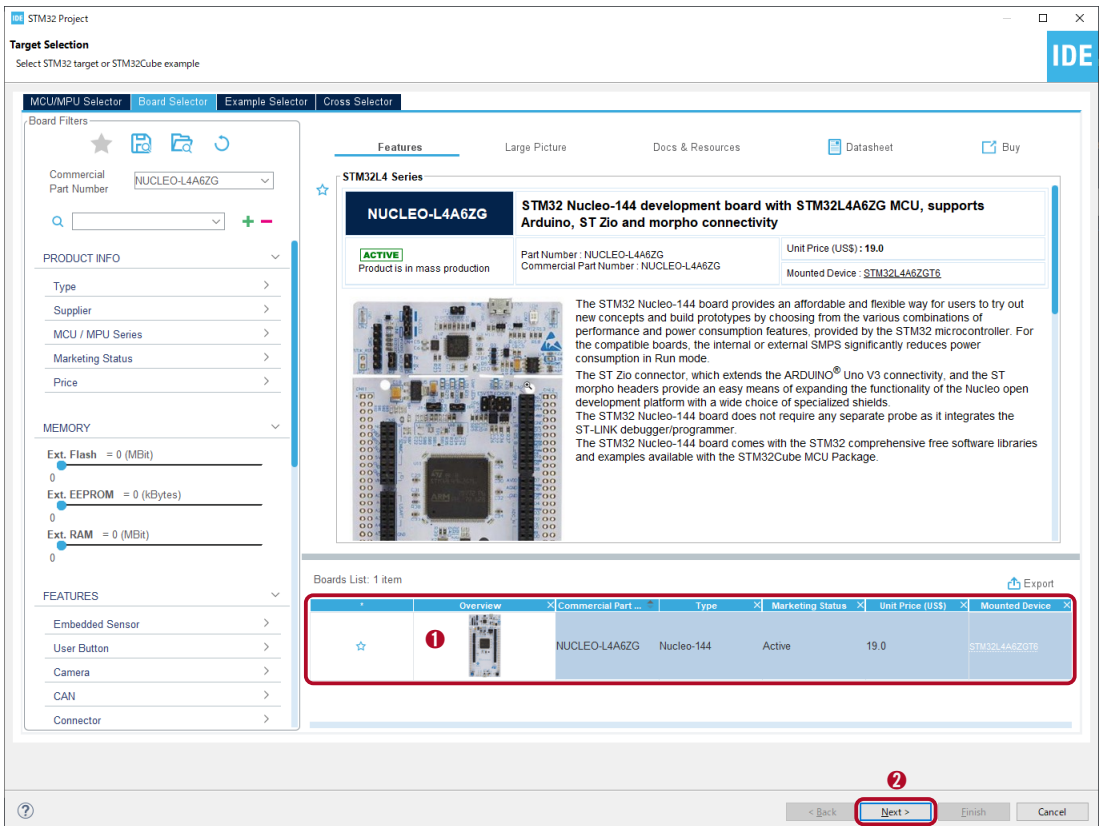 IDE STM32 Project
Target Selection
Select STM32 target or STM32Cube example
IDE
MCU/MPU Selector
Board Selector
Example Selector
Cross Selector
Board Filters
Commercial
Part Number
NUCLEO-L4A6ZG
PRODUCT INFO
Type
Supplier
MCU / MPU Series
Marketing Status
Price
MEMORY
Ext. Flash = 0 (MBit)
0
Ext. EEPROM = 0 (kBytes)
0
Ext. RAM = 0 (MBit)
0
FEATURES
Embedded Sensor
User Button
Camera
CAN
Connector
Features
Large Picture
Docs & Resources
Datasheet
Buy
STM32L4 Series
NUCLEO-L4A6ZG
STM32 Nucleo-144 development board with STM32L4A6ZG MCU, supports
Arduino, ST Zio and morpho connectivity
ACTIVE
Product is in mass production
Part Number : NUCLEO-L4A6ZG
Commercial Part Number : NUCLEO-L4A6ZG
Unit Price (US$) : 19.0
Mounted Device : STM32L4A6ZGT6
The STM32 Nucleo-144 board provides an affordable and flexible way for users to try out
new concepts and build prototypes by choosing from the various combinations of
performance and power consumption features, provided by the STM32 microcontroller. For
the compatible boards, the internal or external SMPS significantly reduces power
consumption in Run mode.
The ST Zio connector, which extends the ARDUINO® Uno V3 connectivity, and the ST
morpho headers provide an easy means of expanding the functionality of the Nucleo open
development platform with a wide choice of specialized shields.
The STM32 Nucleo-144 board does not require any separate probe as it integrates the
ST-LINK debugger/programmer.
The STM32 Nucleo-144 board comes with the STM32 comprehensive free software libraries
and examples available with the STM32Cube MCU Package.
Boards List: 1 item
Export
* Overview Commercial Part ... Type Marketing Status Unit Price (US$) Mounted Device
1
NUCLEO-L4A6ZG Nucleo-144 Active 19.0 STM32L4A6ZGT6
2
< Back Next > Finish Cancel